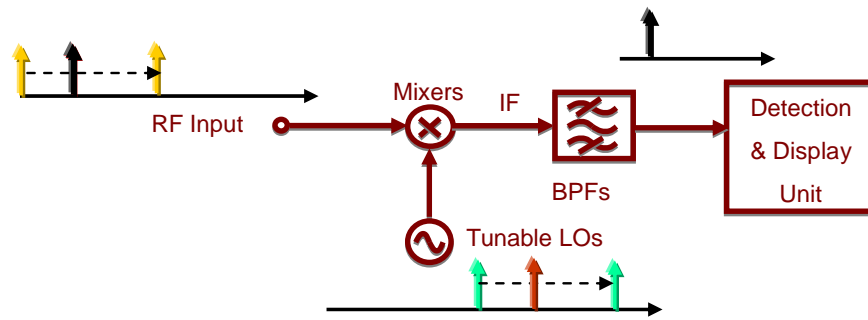 Mixers
IF
RF Input
BPFs
Detection
& Display
Unit
Tunable LOs